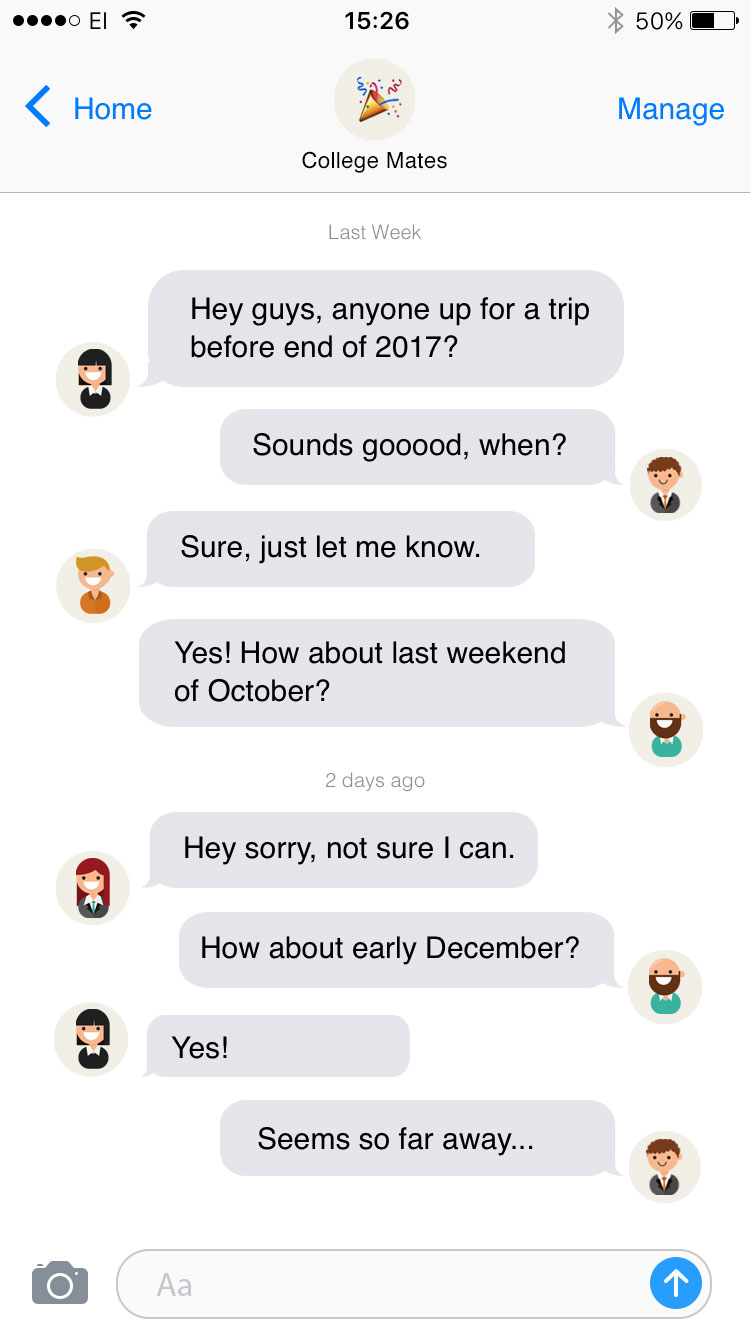 EI 15:26 50%
Home Manage
College Mates
Last Week
Hey guys, anyone up for a trip
before end of 2017?
Sounds gooood, when?
Sure, just let me know.
Yes! How about last weekend
of October?
2 days ago
Hey sorry, not sure I can.
How about early December?
Yes!
Seems so far away...
Aa